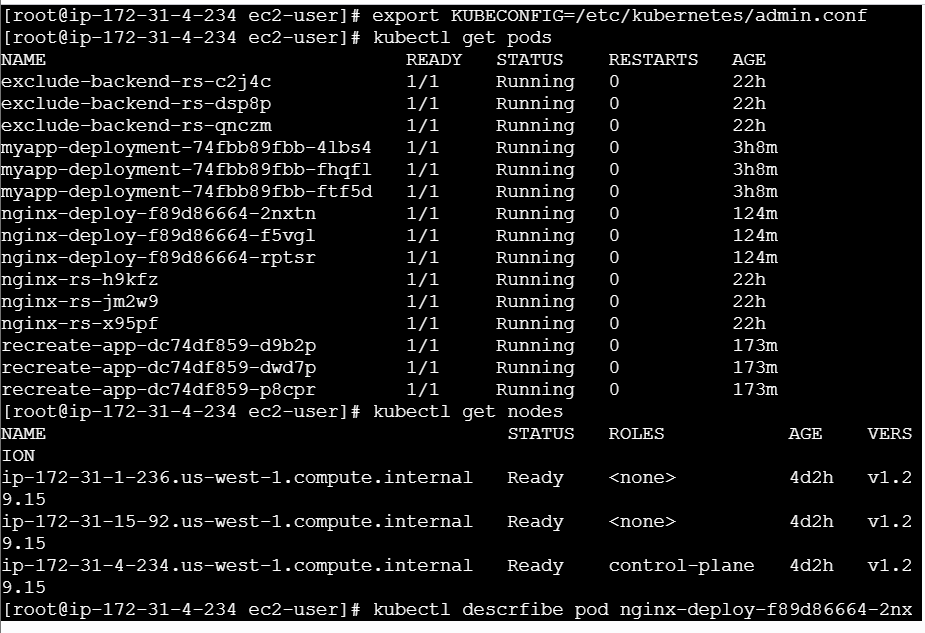 [root@ip-172-31-4-234 ec2-user]# export KUBECONFIG=/etc/kubernetes/admin.conf
[root@ip-172-31-4-234 ec2-user]# kubectl get pods
NAME                                READY   STATUS    RESTARTS   AGE
exclude-backend-rs-c2j4c            1/1     Running   0          22h
exclude-backend-rs-dsp8p            1/1     Running   0          22h
exclude-backend-rs-qnczm            1/1     Running   0          22h
myapp-deployment-74fbb89fbb-4lbs4   1/1     Running   0          3h8m
myapp-deployment-74fbb89fbb-fhqfl   1/1     Running   0          3h8m
myapp-deployment-74fbb89fbb-ftf5d   1/1     Running   0          3h8m
nginx-deploy-f89d86664-2nxtn        1/1     Running   0          124m
nginx-deploy-f89d86664-f5vgl        1/1     Running   0          124m
nginx-deploy-f89d86664-rptsr        1/1     Running   0          124m
nginx-rs-h9kfz                      1/1     Running   0          22h
nginx-rs-jm2w9                      1/1     Running   0          22h
nginx-rs-x95pf                      1/1     Running   0          22h
recreate-app-dc74df859-d9b2p        1/1     Running   0          173m
recreate-app-dc74df859-dwd7p        1/1     Running   0          173m
recreate-app-dc74df859-p8cpr        1/1     Running   0          173m
[root@ip-172-31-4-234 ec2-user]# kubectl get nodes
NAME                                         STATUS   ROLES           AGE    VERS
ION
ip-172-31-1-236.us-west-1.compute.internal   Ready    <none>          4d2h   v1.2
9.15
ip-172-31-15-92.us-west-1.compute.internal   Ready    <none>          4d2h   v1.2
9.15
ip-172-31-4-234.us-west-1.compute.internal   Ready    control-plane   4d2h   v1.2
9.15
[root@ip-172-31-4-234 ec2-user]# kubectl descrfibe pod nginx-deploy-f89d86664-2nx